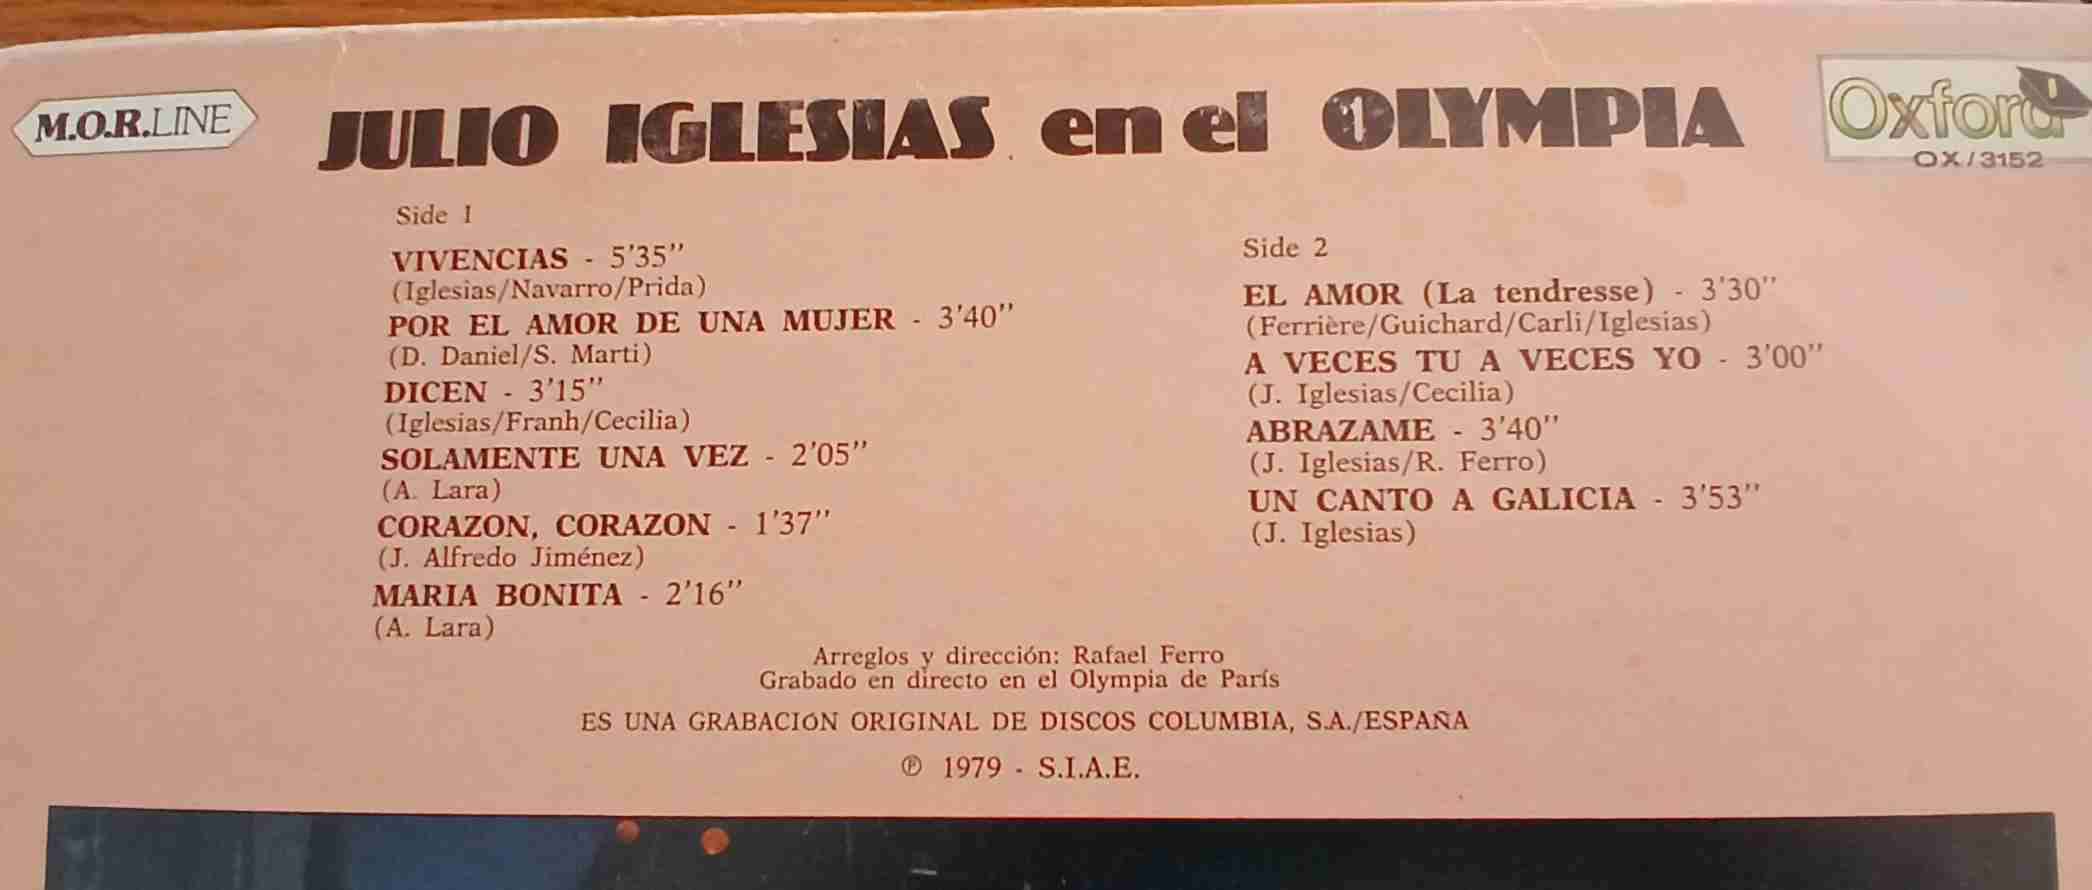 M.O.R.LINE
JULIO IGLESIAS en el OLYMPIA
Oxford
OX/3152
Side 1
VIVENCIAS - 5'35''
(Iglesias/Navarro/Prida)
POR EL AMOR DE UNA MUJER - 3'40''
(D. Daniel/S. Marti)
DICEN - 3'15''
(Iglesias/Franh/Cecilia)
SOLAMENTE UNA VEZ - 2'05''
(A. Lara)
CORAZON, CORAZON - 1'37''
(J. Alfredo Jiménez)
MARIA BONITA - 2'16''
(A. Lara)
Side 2
EL AMOR (La tendresse) - 3'30''
(Ferrière/Guichard/Carli/Iglesias)
A VECES TU A VECES YO - 3'00''
(J. Iglesias/Cecilia)
ABRAZAME - 3'40''
(J. Iglesias/R. Ferro)
UN CANTO A GALICIA - 3'53''
(J. Iglesias)
Arreglos y dirección: Rafael Ferro
Grabado en directo en el Olympia de París
ES UNA GRABACIÓN ORIGINAL DE DISCOS COLUMBIA, S.A./ESPAÑA
℗ 1979 - S.I.A.E.